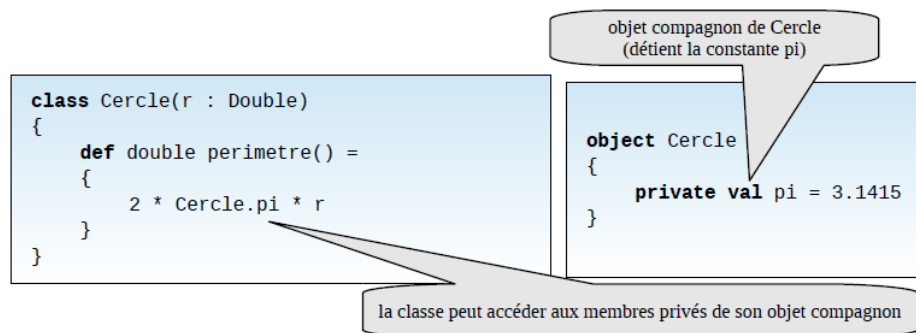 objet compagnon de Cercle
(détient la constante pi)
class Cercle(r : Double)
{
def double perimetre() =
{
2 * Cercle.pi * r
}
}
object Cercle
{
private val pi = 3.1415
}
la classe peut accéder aux membres privés de son objet compagnon